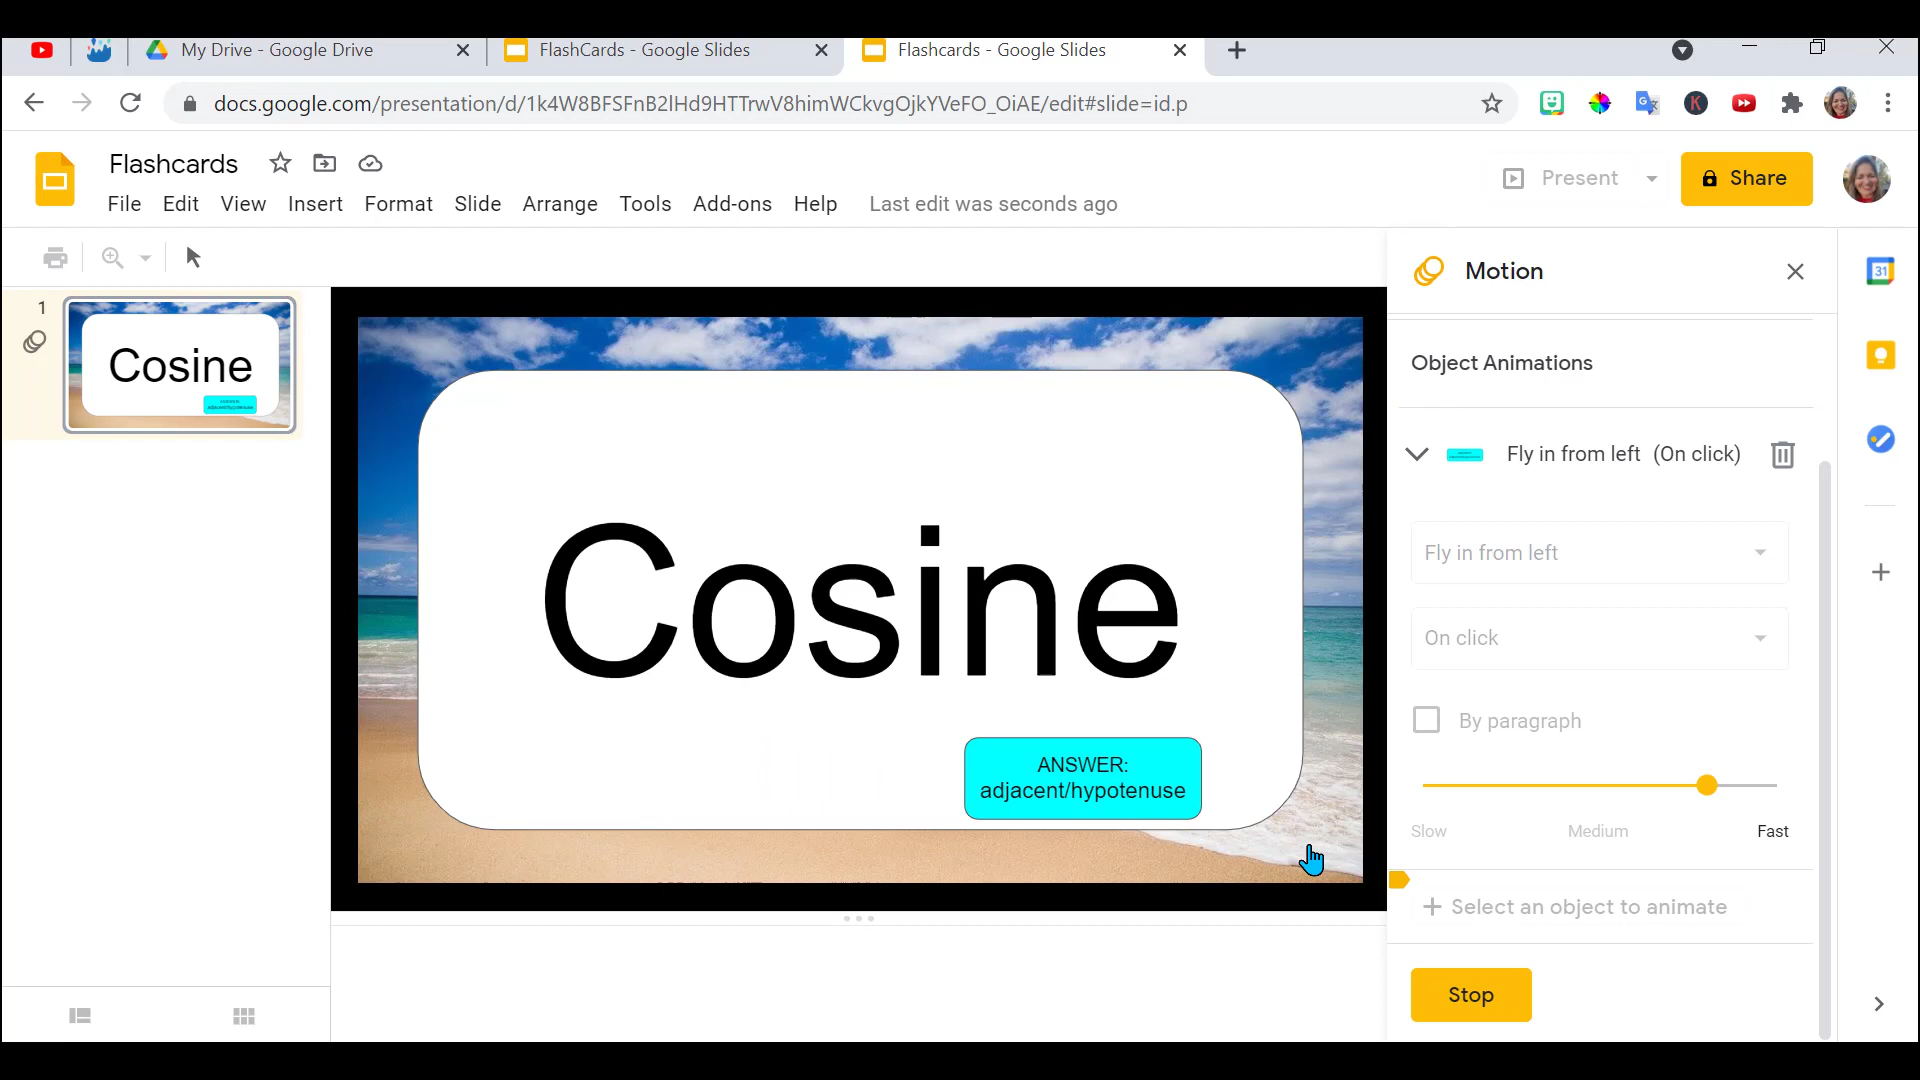 My Drive - Google Drive
FlashCards - Google Slides
Flashcards - Google Slides
docs.google.com/presentation/d/1k4W8BFSFnB2lHd9HTTrwV8himWCkvgOjkYVeFO_OiAE/edit#slide=id.p
K
Flashcards
Present
Share
File Edit View Insert Format Slide Arrange Tools Add-ons Help Last edit was seconds ago
Motion
31
1
Cosine
Object Animations
Fly in from left (On click)
Cosine
Fly in from left
On click
By paragraph
ANSWER:
adjacent/hypotenuse
Slow Medium Fast
Select an object to animate
Stop